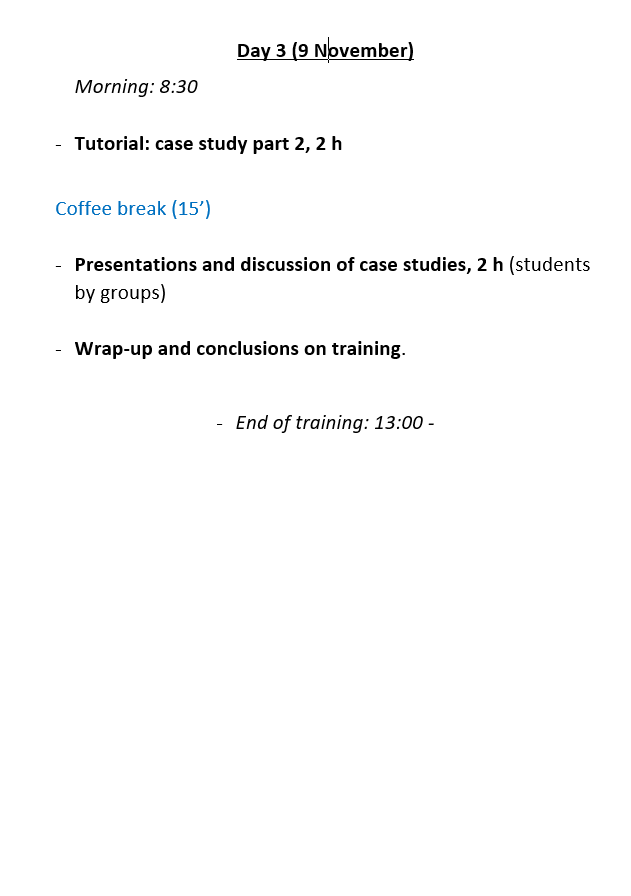 Day 3 (9 November)
Morning: 8:30
- Tutorial: case study part 2, 2 h
Coffee break (15’)
- Presentations and discussion of case studies, 2 h (students
by groups)
- Wrap-up and conclusions on training.
- End of training: 13:00 -